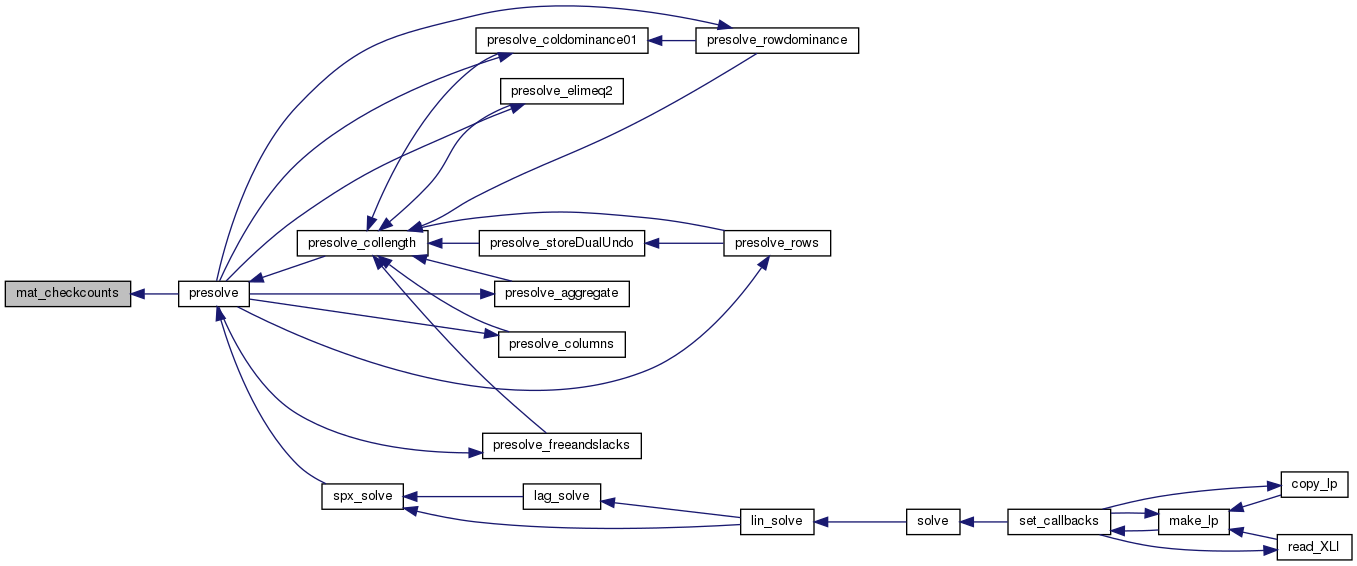 presolve_coldominance01
presolve_rowdominance
presolve_elimeq2
presolve_collength
presolve_storeDualUndo
presolve_rows
mat_checkcounts
presolve
presolve_aggregate
presolve_columns
presolve_freeandslacks
spx_solve
lag_solve
copy_lp
lin_solve
solve
set_callbacks
make_lp
read_XLI